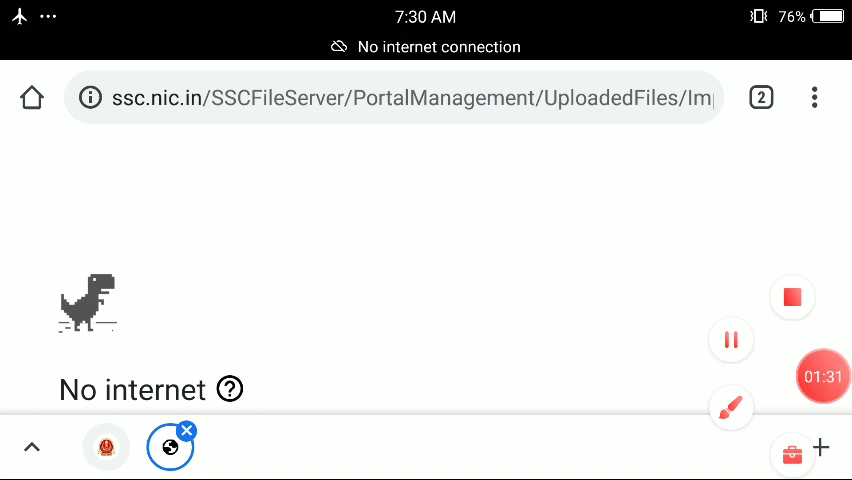 7:30 AM
76%
No internet connection
ssc.nic.in/SSCFileServer/PortalManagement/UploadedFiles/Im
2
No internet
01:31